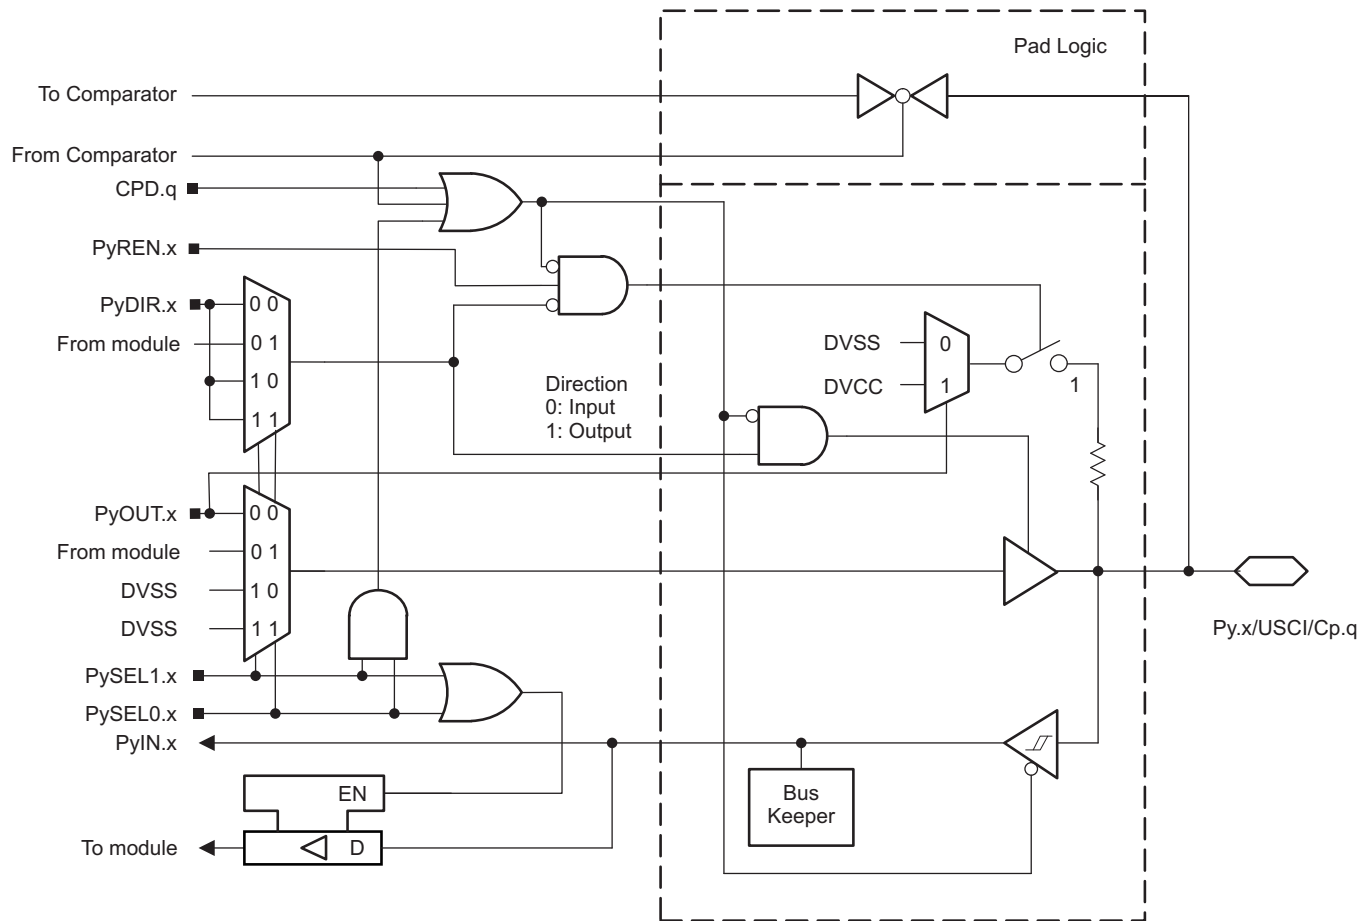 Pad Logic
To Comparator
From Comparator
CPD.q
PyREN.x
PyDIR.x
0 0
From module
0 1
1 0
1 1
Direction
0: Input
1: Output
DVSS
0
DVCC
1
1
PyOUT.x
0 0
From module
0 1
DVSS
1 0
DVSS
1 1
Py.x/USCI/Cp.q
PySEL1.x
PySEL0.x
PyIN.x
EN
Bus
Keeper
To module
D